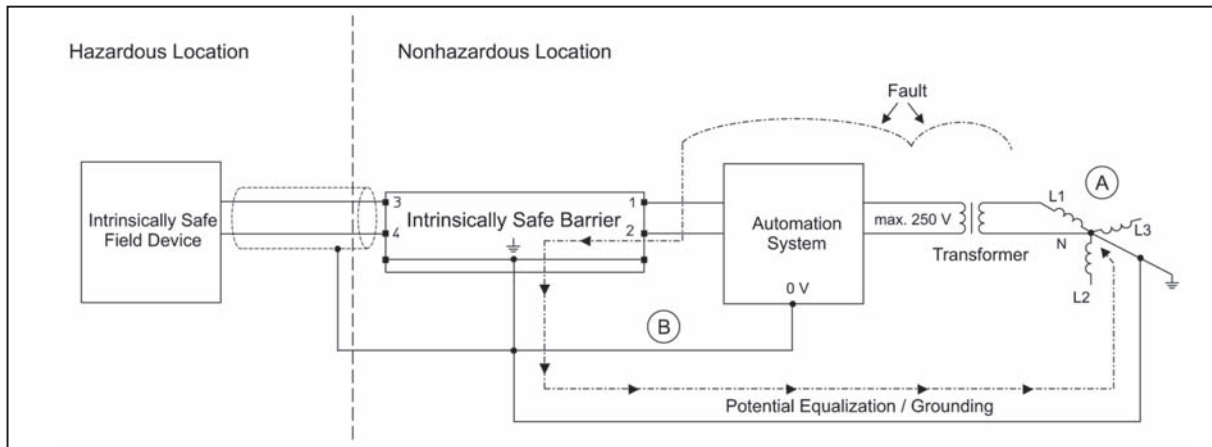 Hazardous Location
Nonhazardous Location
Fault
A
L1
3
1
Intrinsically Safe
Field Device
Intrinsically Safe Barrier
Automation
System
max. 250 V
L3
4
2
N
Transformer
L2
0 V
B
Potential Equalization / Grounding